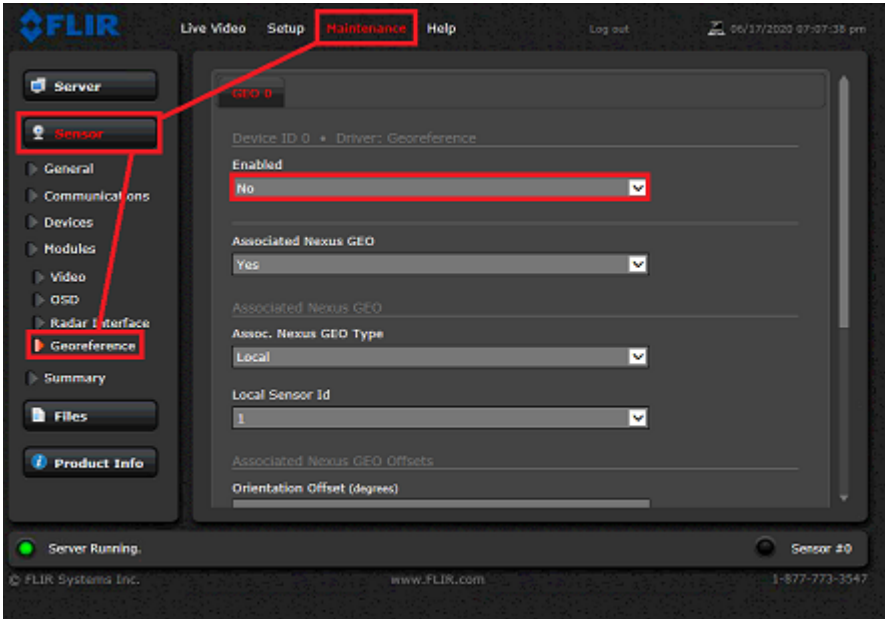 FLIR
Live Video Setup Maintenance Help Log out 06/17/2020 07:07:38 pm
Server
Sensor
General
Communications
Devices
Modules
Video
OSD
Radar Interface
Georeference
Summary
Files
Product Info
GEO 0
Device ID 0 • Driver: Georeference
Enabled
No
Associated Nexus GEO
Yes
Associated Nexus GEO
Assoc. Nexus GEO Type
Local
Local Sensor Id
1
Associated Nexus GEO Offsets
Orientation Offset (degrees)
Server Running. Sensor #0
© FLIR Systems Inc. www.FLIR.com 1-877-773-3547